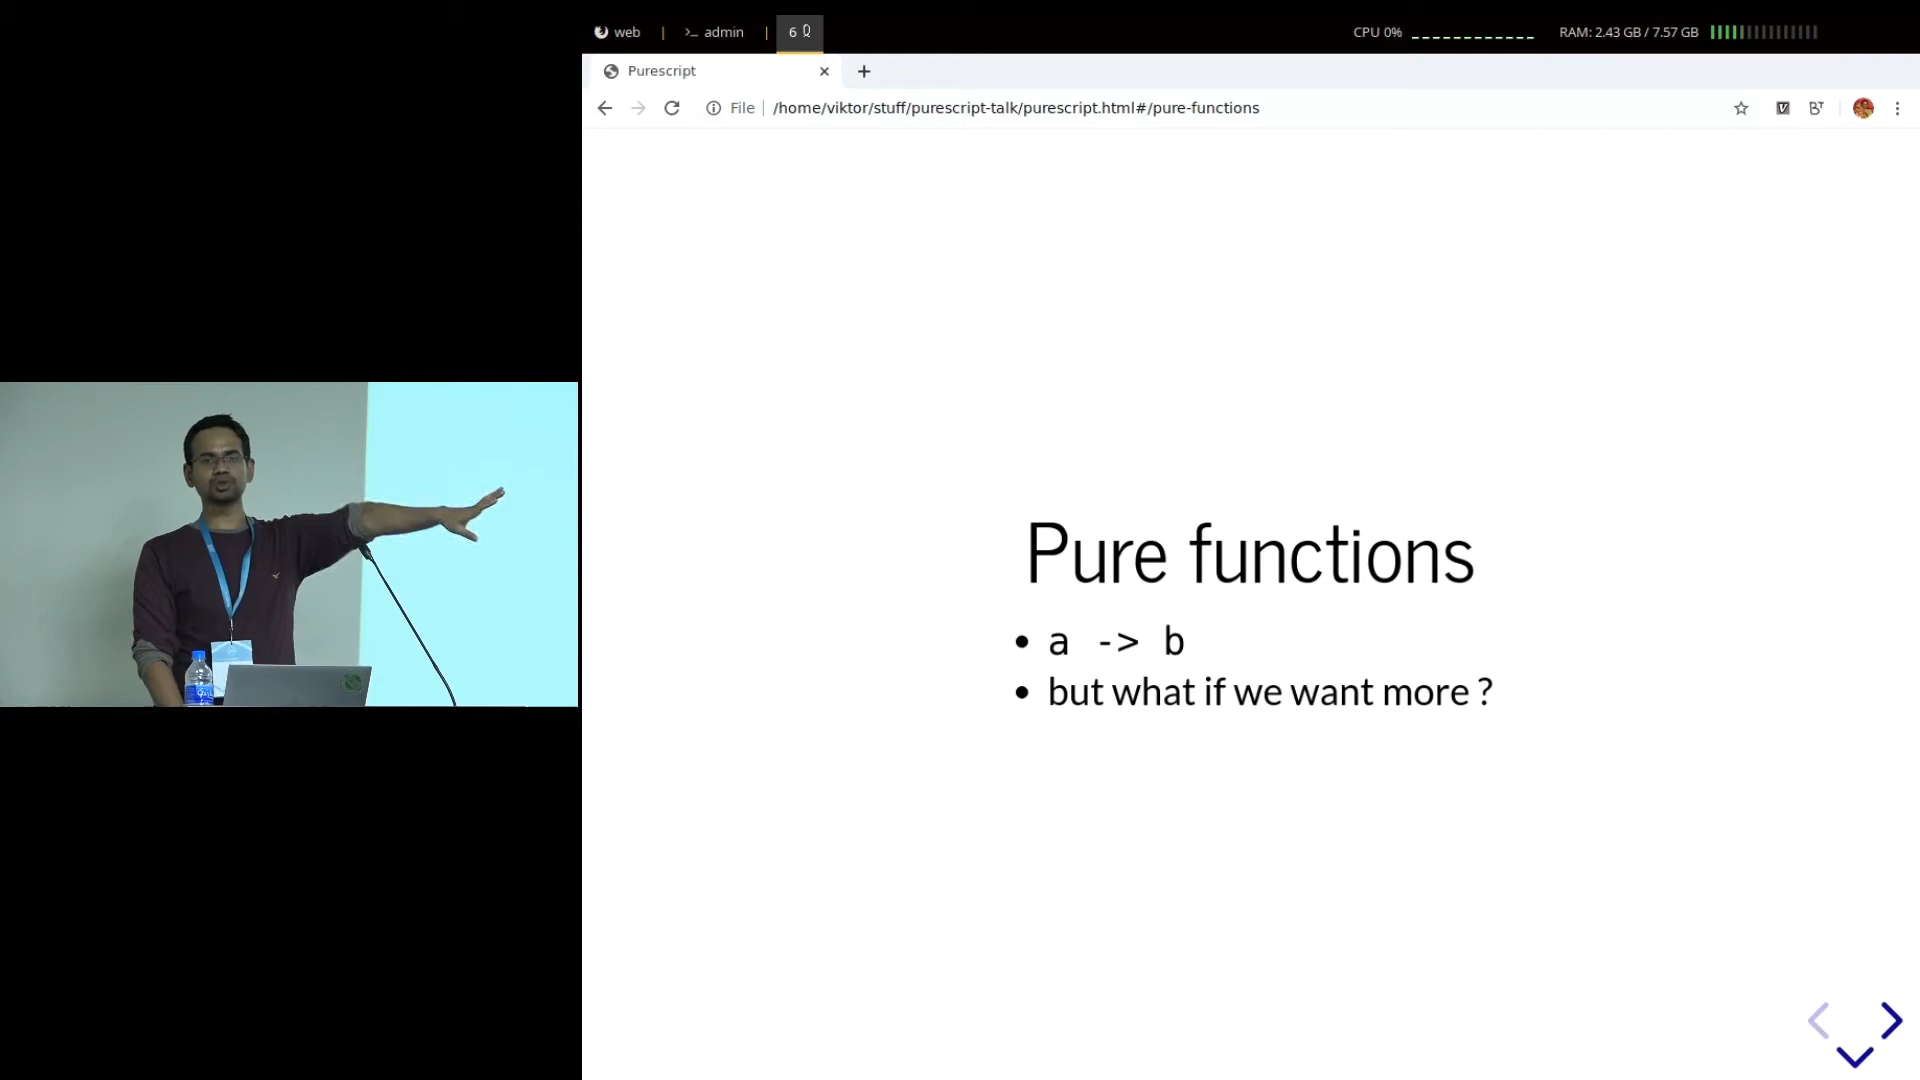 web | >_ admin | 6
CPU 0% RAM: 2.43 GB / 7.57 GB
Purescript
File /home/viktor/stuff/purescript-talk/purescript.html#/pure-functions
Pure functions
• a -> b
• but what if we want more ?